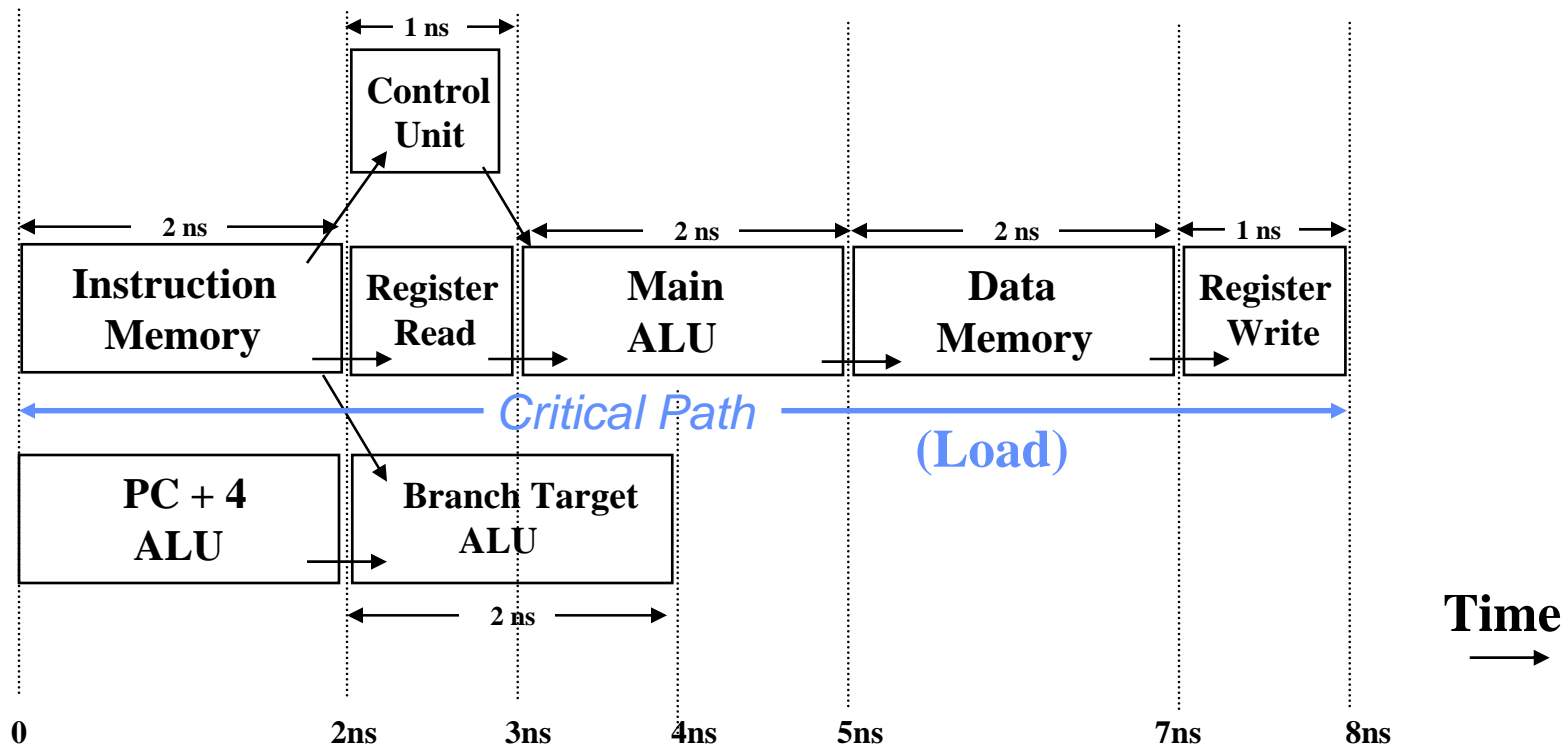 1 ns
Control
Unit
2 ns
2 ns
2 ns
1 ns
Instruction
Memory
Register
Read
Main
ALU
Data
Memory
Register
Write
Critical Path
(Load)
PC + 4
ALU
Branch Target
ALU
2 ns
Time
0
2ns
3ns
4ns
5ns
7ns
8ns